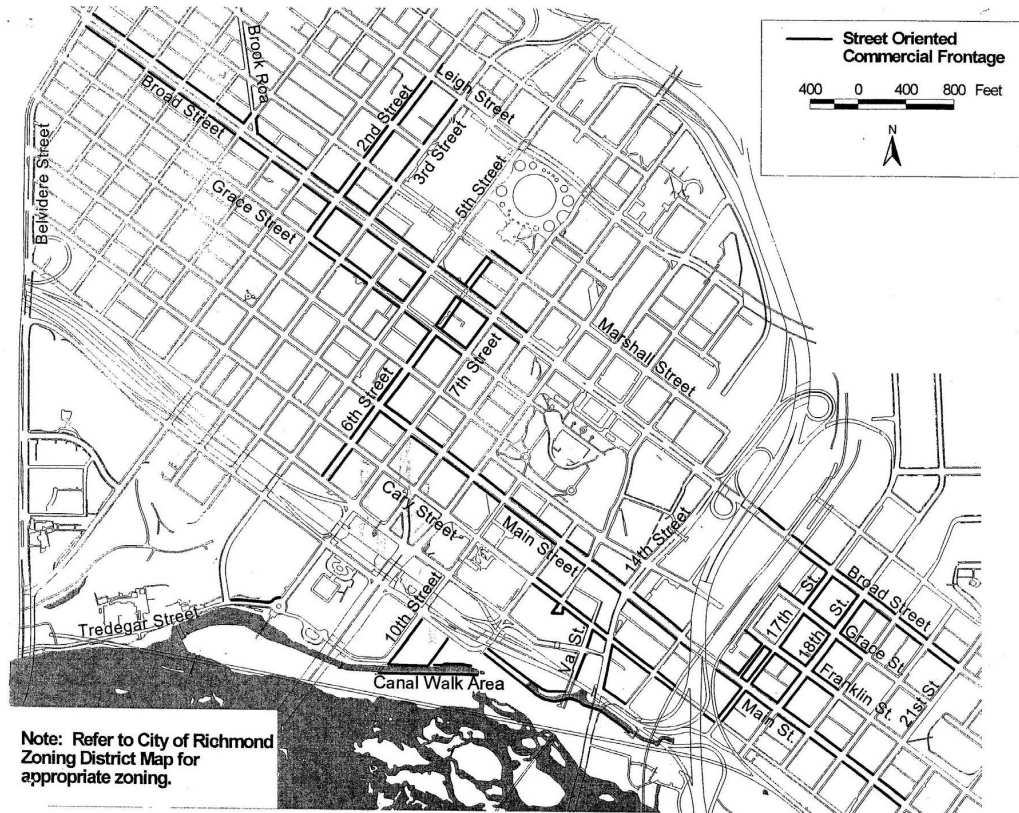 Street Oriented
Commercial Frontage
400 0 400 800 Feet
N
Brook Roa
Broad Street
Leigh Street
2nd Street
3rd Street
5th Street
Belvidere Street
Grace Street
Marshall Street
7th Street
6th Street
Cary Street
Main Street
14th Street
10th Street
Tredegar Street
Va St.
Canal Walk Area
17th St.
18th St.
Broad Street
Grace St.
Franklin St.
21st St
Main St.
Note: Refer to City of Richmond
Zoning District Map for
appropriate zoning.